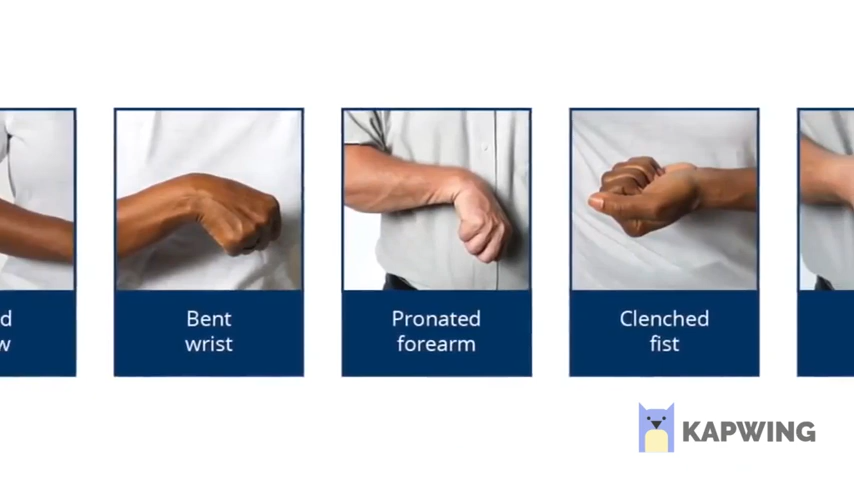 d
w
Bent
wrist
Pronated
forearm
Clenched
fist
KAPWING